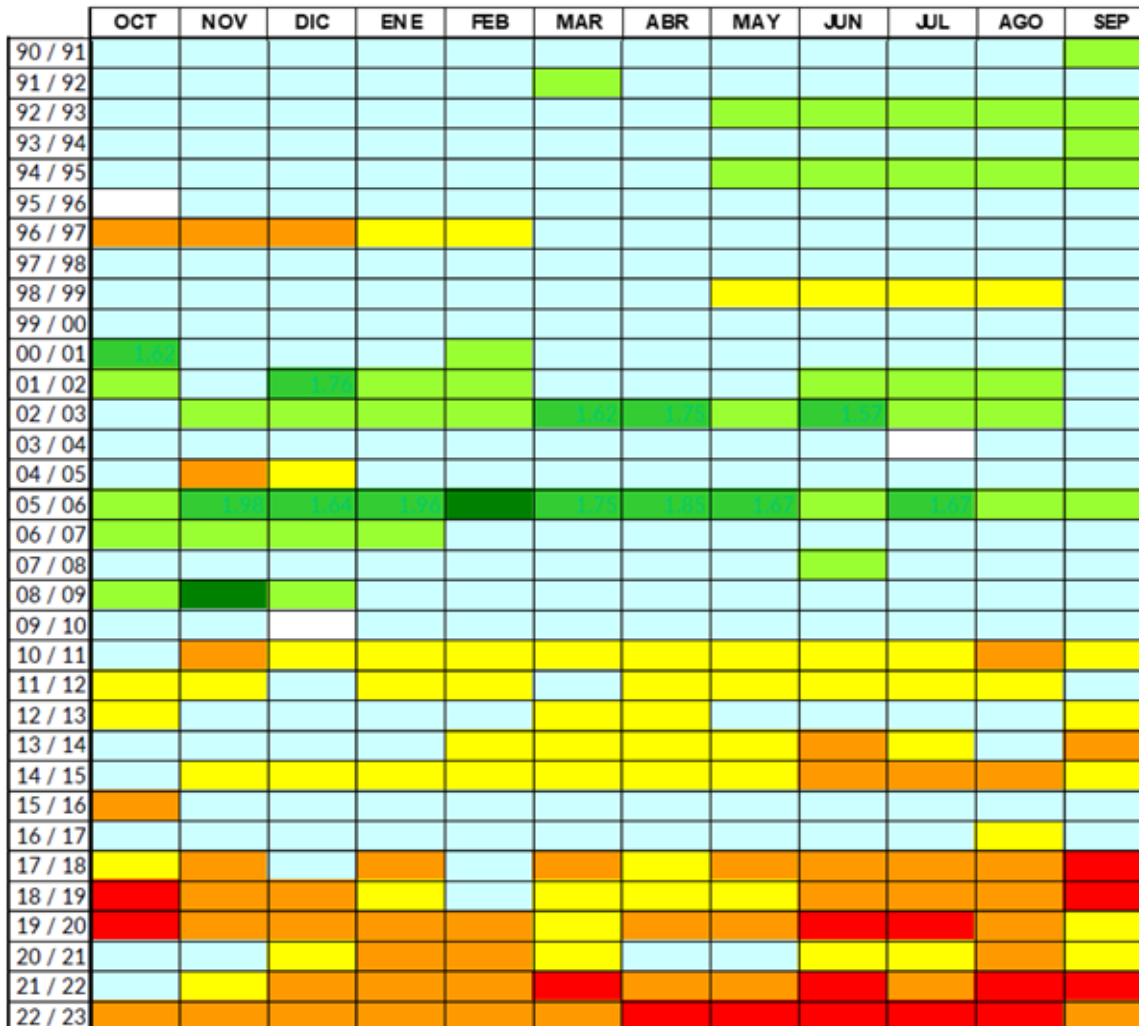 OCT NOV DIC ENE FEB MAR ABR MAY JUN JUL AGO SEP
90 / 91
91 / 92
92 / 93
93 / 94
94 / 95
95 / 96
96 / 97
97 / 98
98 / 99
99 / 00
00 / 01 1.62
01 / 02 1.76
02 / 03 1.62 1.75 1.57
03 / 04
04 / 05
05 / 06 1.98 1.64 1.96 1.75 1.85 1.67 1.67
06 / 07
07 / 08
08 / 09
09 / 10
10 / 11
11 / 12
12 / 13
13 / 14
14 / 15
15 / 16
16 / 17
17 / 18
18 / 19
19 / 20
20 / 21
21 / 22
22 / 23